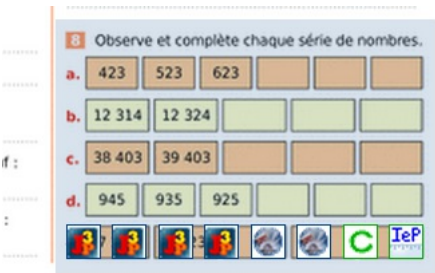 8 Observe et complète chaque série de nombres.
a. 423 523 623
b. 12 314 12 324
c. 38 403 39 403
d. 945 935 925
IeP